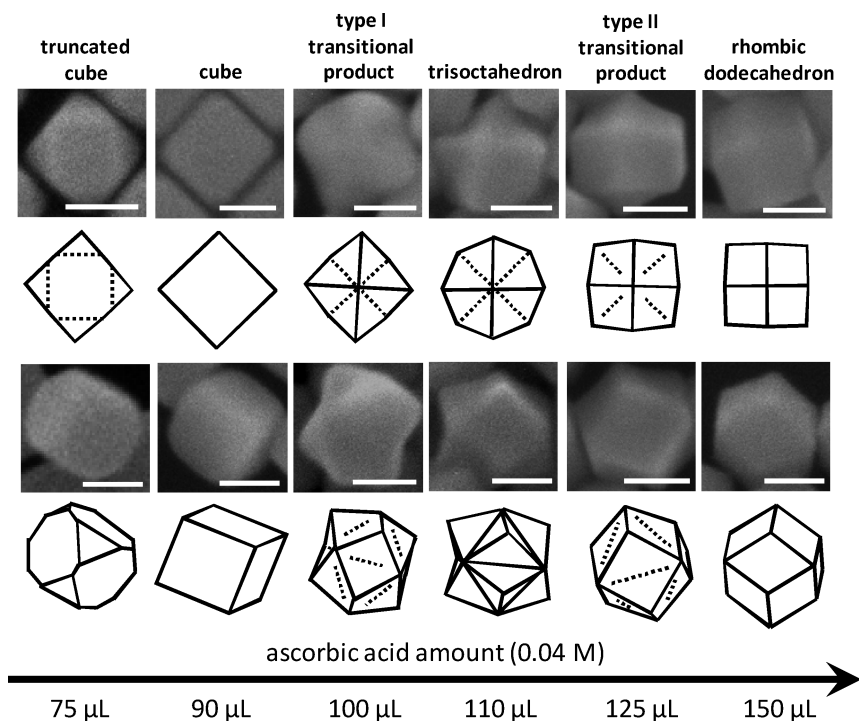 truncated
cube
cube
type I
transitional
product
trisoctahedron
type II
transitional
product
rhombic
dodecahedron
ascorbic acid amount (0.04 M)
75 µL 90 µL 100 µL 110 µL 125 µL 150 µL